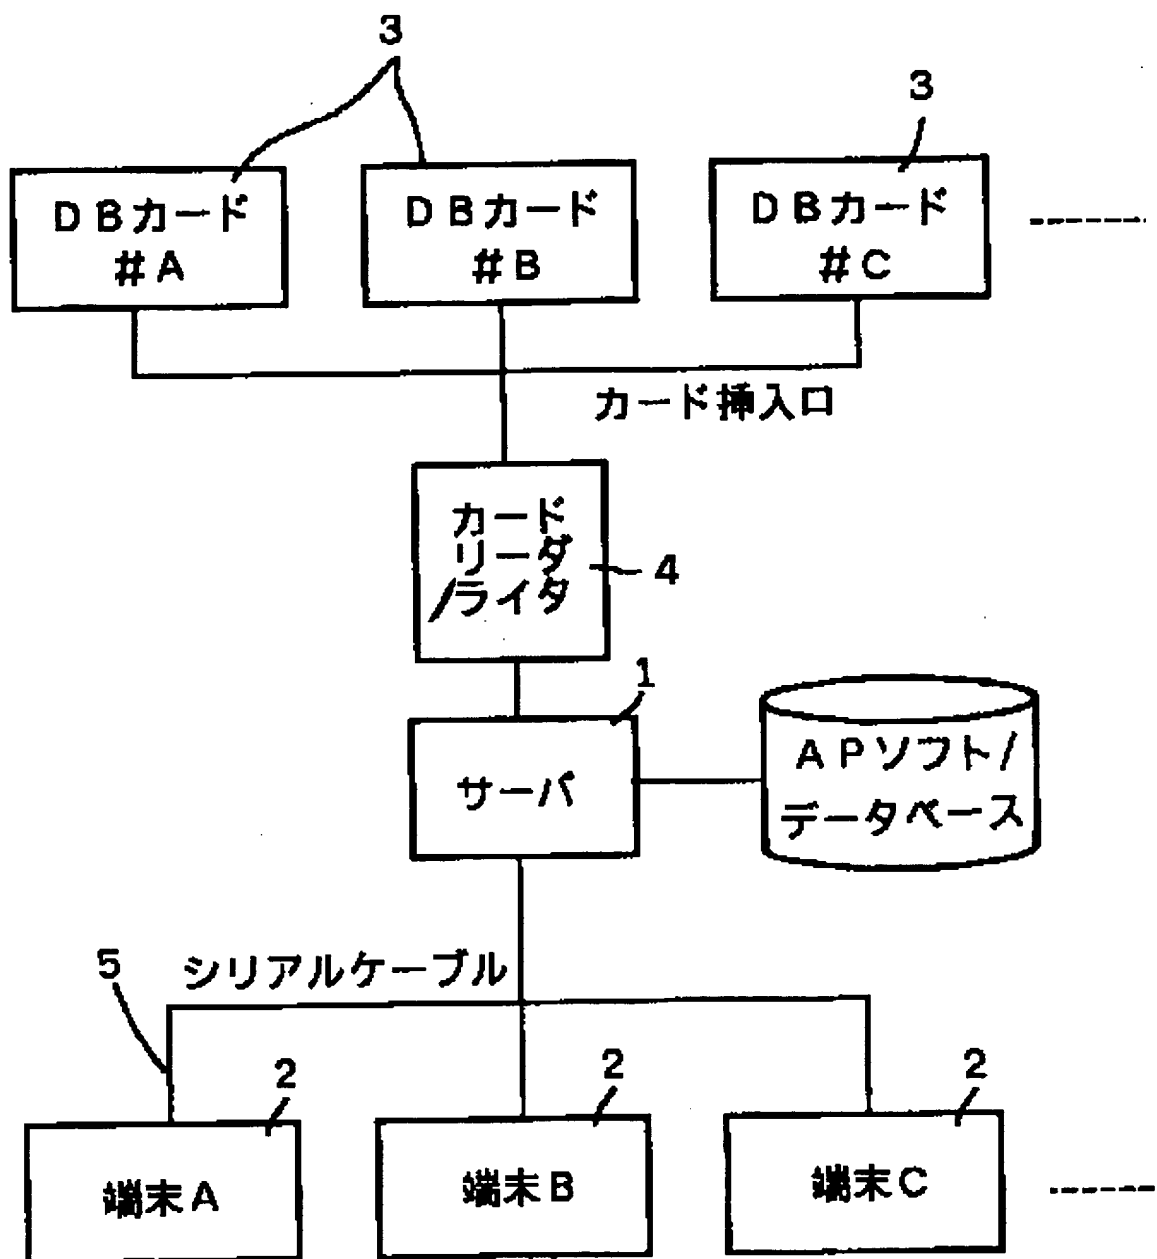 3
3
DBカード
#A
DBカード
#B
DBカード
#C
カード挿入口
カード
リーダ
/ライタ
4
1
サーバ
APソフト/
データベース
5
シリアルケーブル
2
2
2
端末A
端末B
端末C